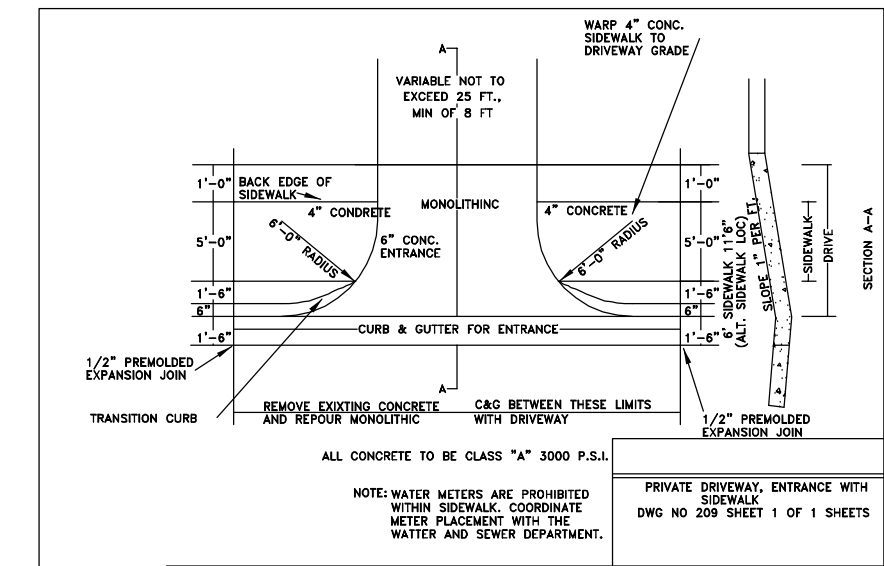 WARP 4" CONC.
SIDEWALK TO
DRIVEWAY GRADE
A
VARIABLE NOT TO
EXCEED 25 FT.,
MIN OF 8 FT
1'-0"
BACK EDGE OF
SIDEWALK
4" CONDRETE
MONOLITHINC
4" CONCRETE
1'-0"
5'-0"
6'-0" RADIUS
6" CONC.
ENTRANCE
6'-0" RADIUS
5'-0"
1'-6"
6"
1'-6"
CURB & GUTTER FOR ENTRANCE
1'-6"
6"
1'-6"
6' SIDEWALK 11'6"
(ALT. SIDEWALK LOC)
SLOPE 1" PER FT.
SIDEWALK
DRIVE
SECTION A-A
1/2" PREMOLDED
EXPANSION JOIN
A
TRANSITION CURB
REMOVE EXIXTING CONCRETE
AND REPOUR MONOLITHIC
C&G BETWEEN THESE LIMITS
WITH DRIVEWAY
1/2" PREMOLDED
EXPANSION JOIN
ALL CONCRETE TO BE CLASS "A" 3000 P.S.I.
NOTE: WATER METERS ARE PROHIBITED
WITHIN SIDEWALK. COORDINATE
METER PLACEMENT WITH THE
WATTER AND SEWER DEPARTMENT.
PRIVATE DRIVEWAY, ENTRANCE WITH
SIDEWALK
DWG NO 209 SHEET 1 OF 1 SHEETS